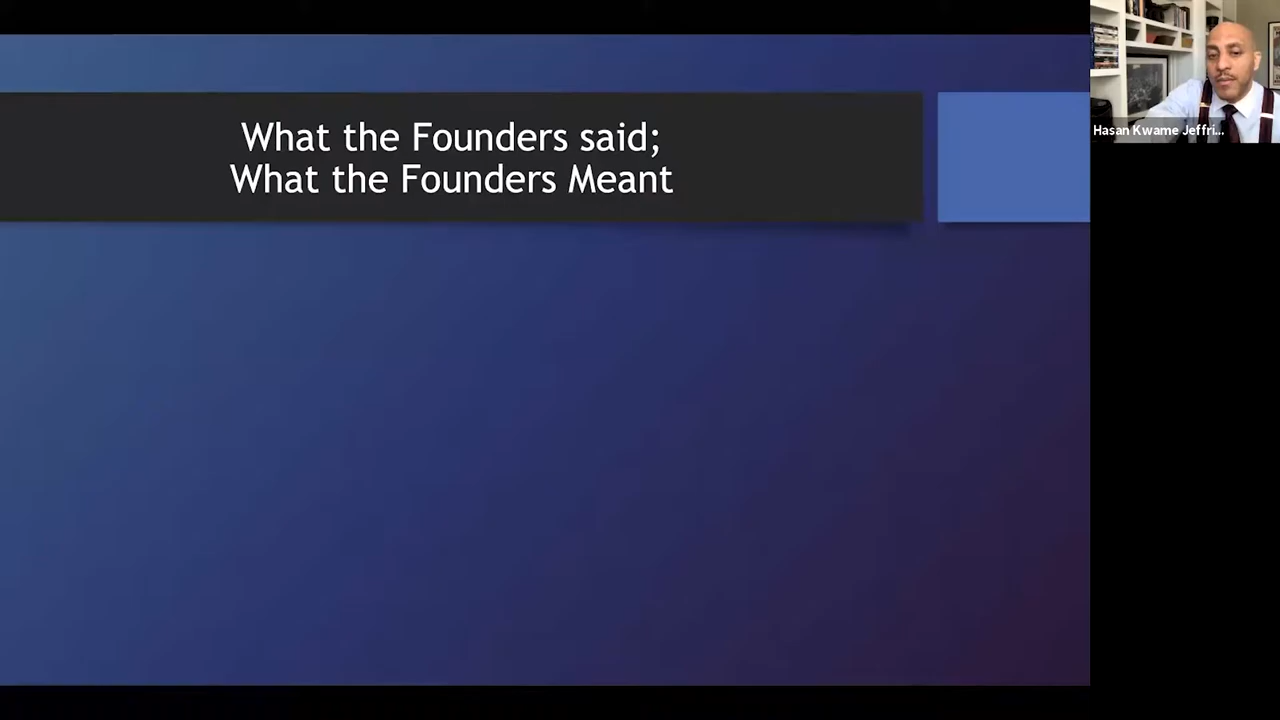 What the Founders said;
What the Founders Meant
Hasan Kwame Jeffri...